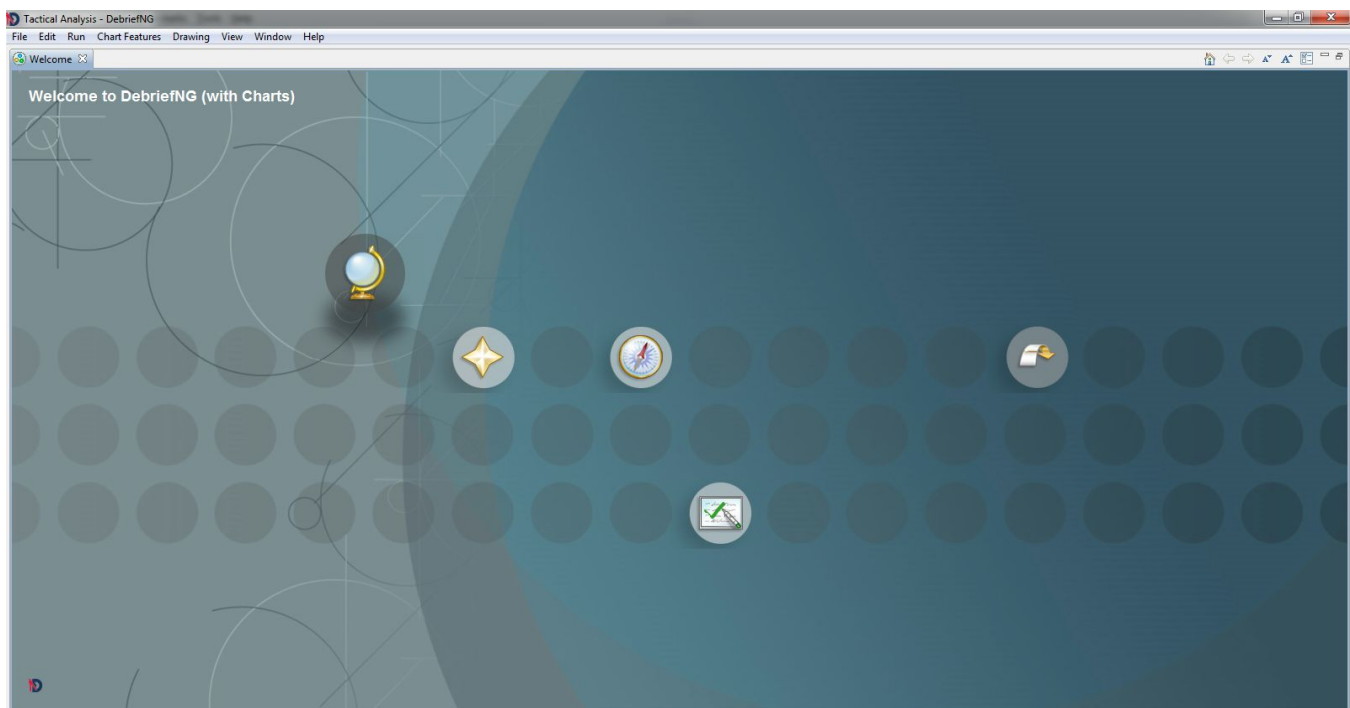 Tactical Analysis - DebriefNG
File Edit Run Chart Features Drawing View Window Help
Welcome
Welcome to DebriefNG (with Charts)